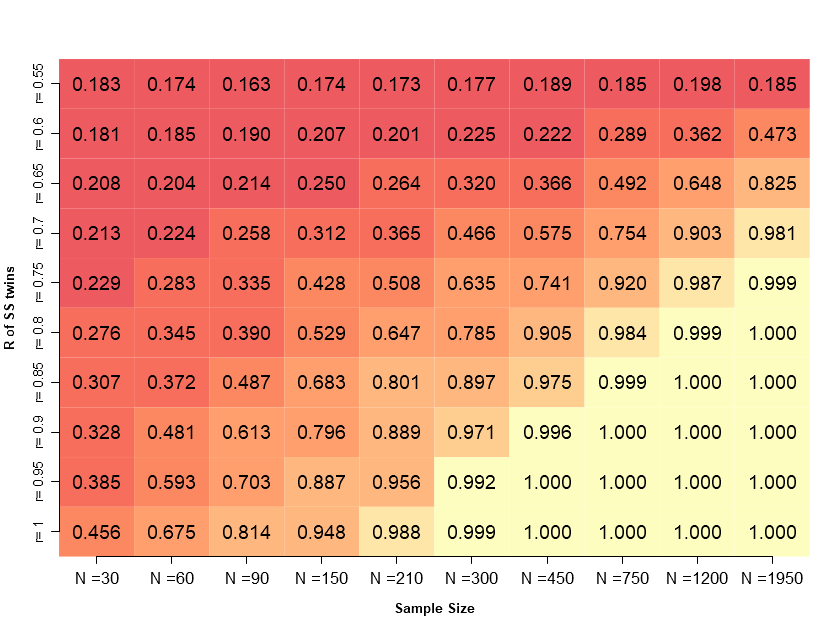 r= 0.55 0.183 0.174 0.163 0.174 0.173 0.177 0.189 0.185 0.198 0.185
r= 0.6 0.181 0.185 0.190 0.207 0.201 0.225 0.222 0.289 0.362 0.473
r= 0.65 0.208 0.204 0.214 0.250 0.264 0.320 0.366 0.492 0.648 0.825
r= 0.7 0.213 0.224 0.258 0.312 0.365 0.466 0.575 0.754 0.903 0.981
r= 0.75 0.229 0.283 0.335 0.428 0.508 0.635 0.741 0.920 0.987 0.999
r= 0.8 0.276 0.345 0.390 0.529 0.647 0.785 0.905 0.984 0.999 1.000
r= 0.85 0.307 0.372 0.487 0.683 0.801 0.897 0.975 0.999 1.000 1.000
r= 0.9 0.328 0.481 0.613 0.796 0.889 0.971 0.996 1.000 1.000 1.000
r= 0.95 0.385 0.593 0.703 0.887 0.956 0.992 1.000 1.000 1.000 1.000
r= 1 0.456 0.675 0.814 0.948 0.988 0.999 1.000 1.000 1.000 1.000
R of SS twins
N =30 N =60 N =90 N =150 N =210 N =300 N =450 N =750 N =1200 N =1950
Sample Size